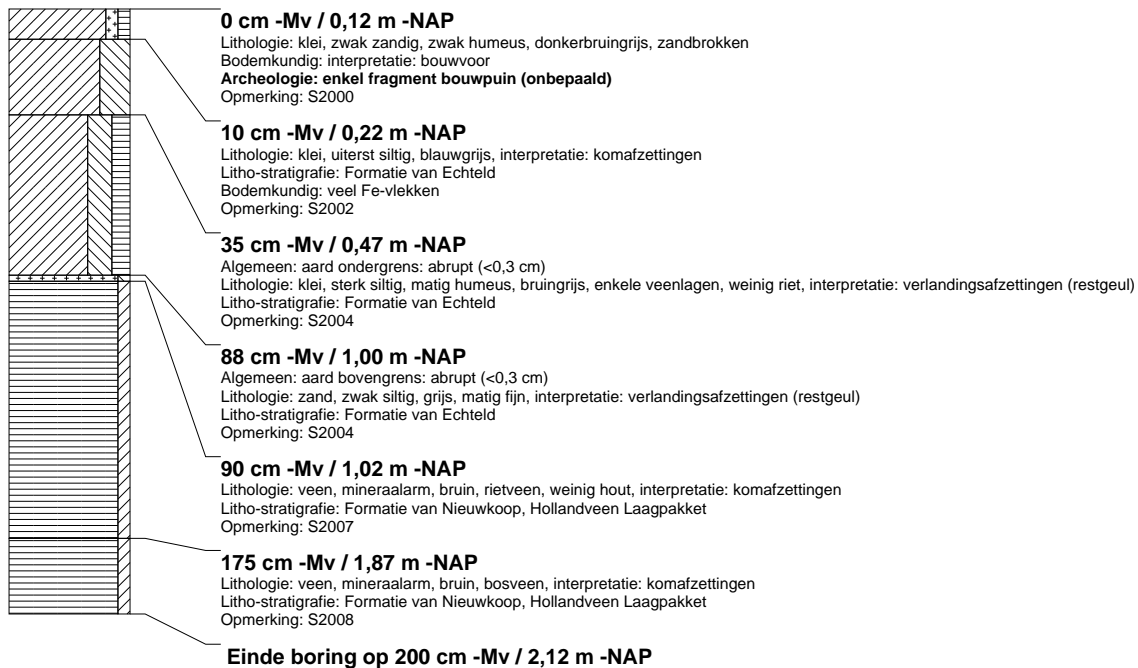 0 cm -Mv / 0,12 m -NAP
Lithologie: klei, zwak zandig, zwak humeus, donkerbruingrijs, zandbrokken
Bodemkundig: interpretatie: bouwvoor
Archeologie: enkel fragment bouwpuin (onbepaald)
Opmerking: S2000
10 cm -Mv / 0,22 m -NAP
Lithologie: klei, uiterst siltig, blauwgrijs, interpretatie: komafzettingen
Litho-stratigrafie: Formatie van Echteld
Bodemkundig: veel Fe-vlekken
Opmerking: S2002
35 cm -Mv / 0,47 m -NAP
Algemeen: aard ondergrens: abrupt (<0,3 cm)
Lithologie: klei, sterk siltig, matig humeus, bruingrijs, enkele veenlagen, weinig riet, interpretatie: verlandingsafzettingen (restgeul)
Litho-stratigrafie: Formatie van Echteld
Opmerking: S2004
88 cm -Mv / 1,00 m -NAP
Algemeen: aard bovengrens: abrupt (<0,3 cm)
Lithologie: zand, zwak siltig, grijs, matig fijn, interpretatie: verlandingsafzettingen (restgeul)
Litho-stratigrafie: Formatie van Echteld
Opmerking: S2004
90 cm -Mv / 1,02 m -NAP
Lithologie: veen, mineraalarm, bruin, rietveen, weinig hout, interpretatie: komafzettingen
Litho-stratigrafie: Formatie van Nieuwkoop, Hollandveen Laagpakket
Opmerking: S2007
175 cm -Mv / 1,87 m -NAP
Lithologie: veen, mineraalarm, bruin, bosveen, interpretatie: komafzettingen
Litho-stratigrafie: Formatie van Nieuwkoop, Hollandveen Laagpakket
Opmerking: S2008
Einde boring op 200 cm -Mv / 2,12 m -NAP